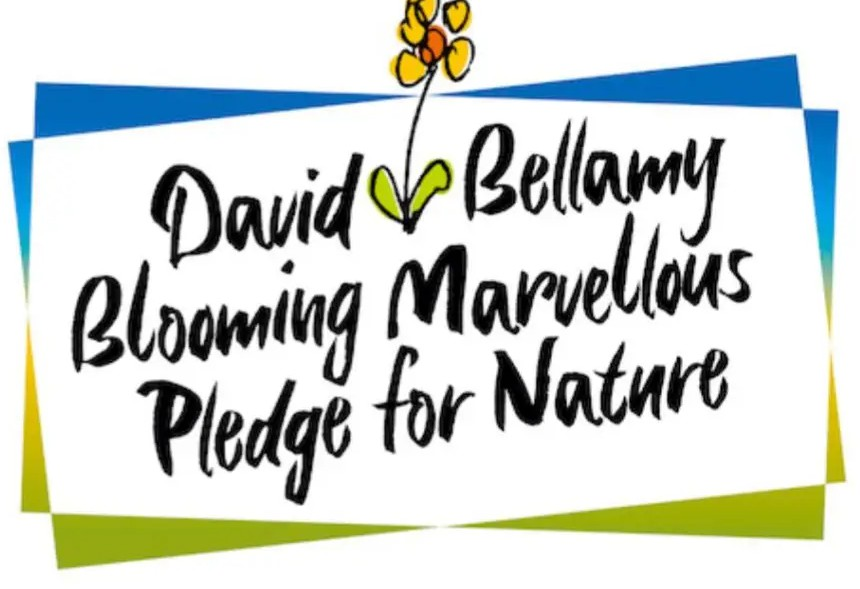 David Bellamy
Blooming Marvellous
Pledge for Nature